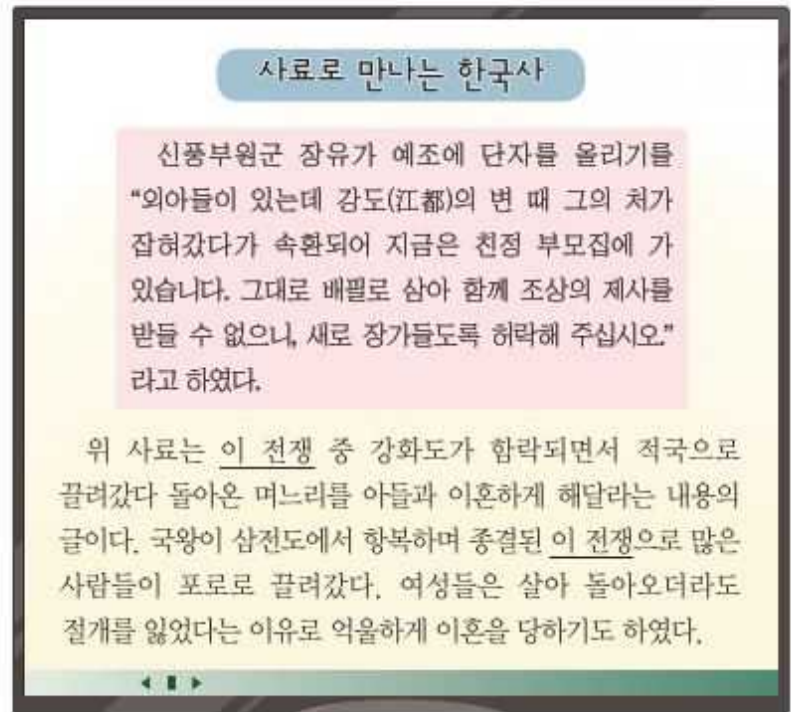 사료로 만나는 한국사
신풍부원군 장유가 예조에 단자를 올리기를
“외아들이 있는데 강도(江都)의 변 때 그의 처가
잡혀갔다가 속환되어 지금은 친정 부모집에 가
있습니다. 그대로 배필로 삼아 함께 조상의 제사를
받들 수 없으니, 새로 장가들도록 허락해 주십시오.”
라고 하였다.
위 사료는 이 전쟁 중 강화도가 함락되면서 적국으로
끌려갔다 돌아온 며느리를 아들과 이혼하게 해달라는 내용의
글이다. 국왕이 삼전도에서 항복하며 종결된 이 전쟁으로 많은
사람들이 포로로 끌려갔다. 여성들은 살아 돌아오더라도
절개를 잃었다는 이유로 억울하게 이혼을 당하기도 하였다.